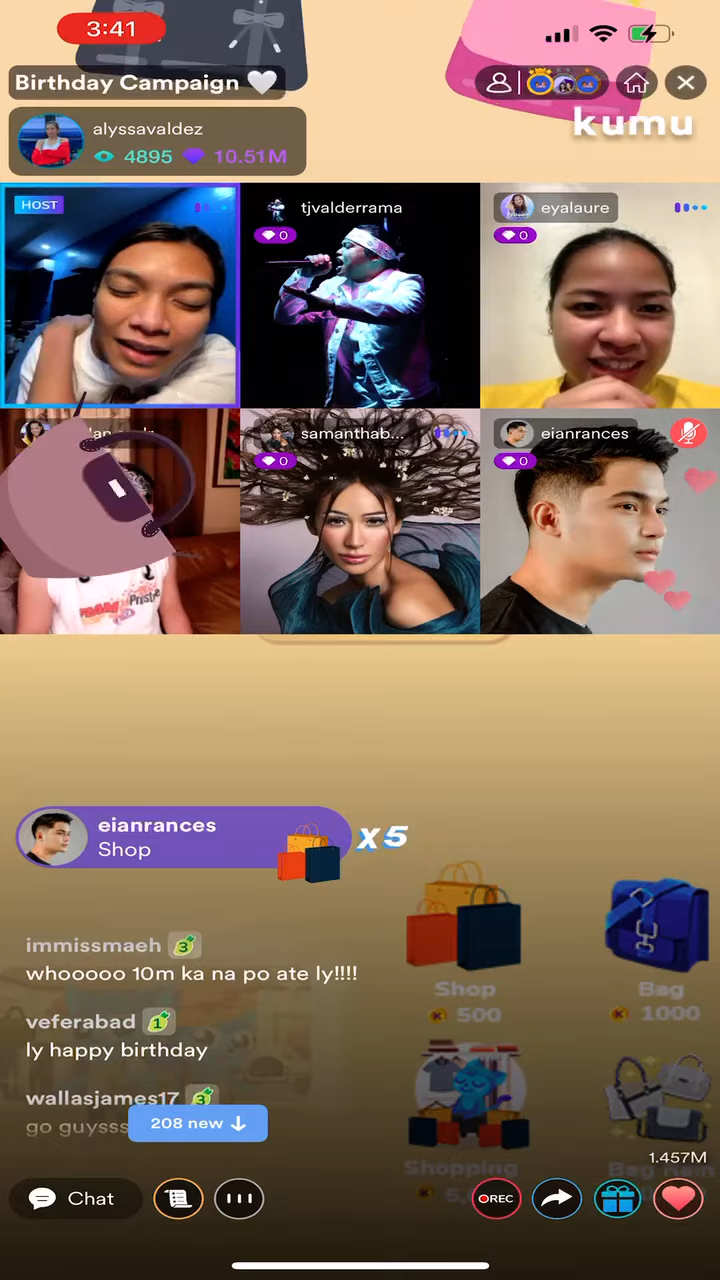 3:41
Birthday Campaign
kumu
alyssavaldez
4895 10.51M
HOST
tjvalderrama
0
eyalaure
0
samanthab...
0
eianrances
0
eianrances
Shop
x5
immissmaeh 3
whooooo 10m ka na po ate ly!!!!
veferabad 1
ly happy birthday
wallasjames17 3
go guysss
208 new
Shop
500
Bag
1000
Shopping
1.457M
Chat
REC